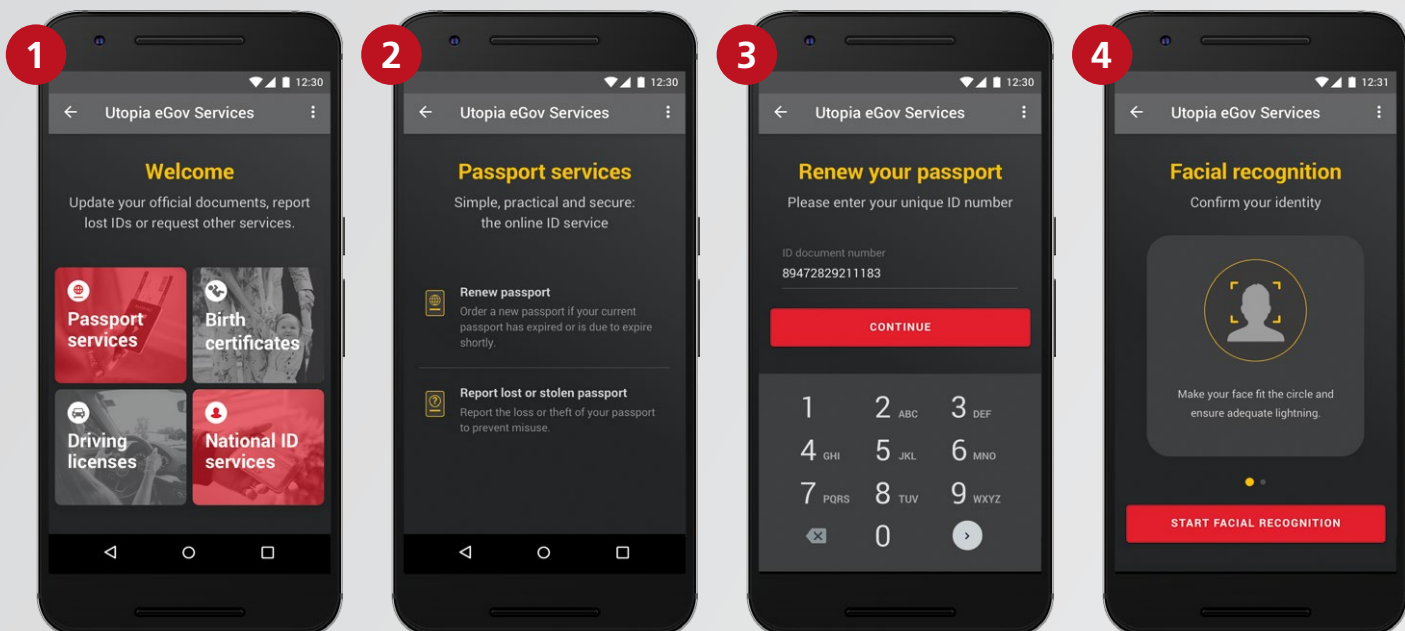 1
12:30
Utopia eGov Services
Welcome
Update your official documents, report
lost IDs or request other services.
Passport
services
Birth
certificates
Driving
licenses
National ID
services
2
12:30
Utopia eGov Services
Passport services
Simple, practical and secure:
the online ID service
Renew passport
Order a new passport if your current
passport has expired or is due to expire
shortly.
Report lost or stolen passport
Report the loss or theft of your passport
to prevent misuse.
3
12:30
Utopia eGov Services
Renew your passport
Please enter your unique ID number
ID document number
89472829211183
CONTINUE
1 2 ABC 3 DEF
4 GHI 5 JKL 6 MNO
7 PQRS 8 TUV 9 WXYZ
0
4
12:31
Utopia eGov Services
Facial recognition
Confirm your identity
Make your face fit the circle and
ensure adequate lightning.
START FACIAL RECOGNITION